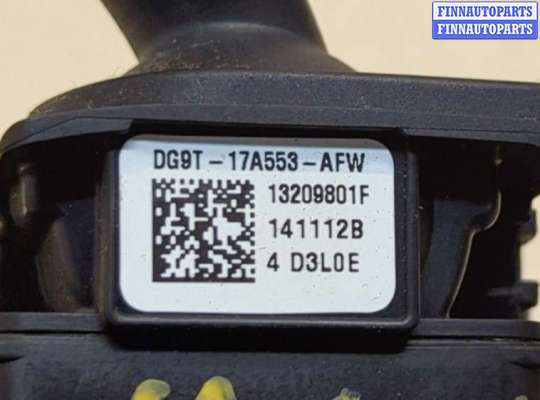 FINNAUTOPARTS
FINNAUTOPARTS
DG9T-17A553-AFW
13209801F
141112B
4 D3L0E